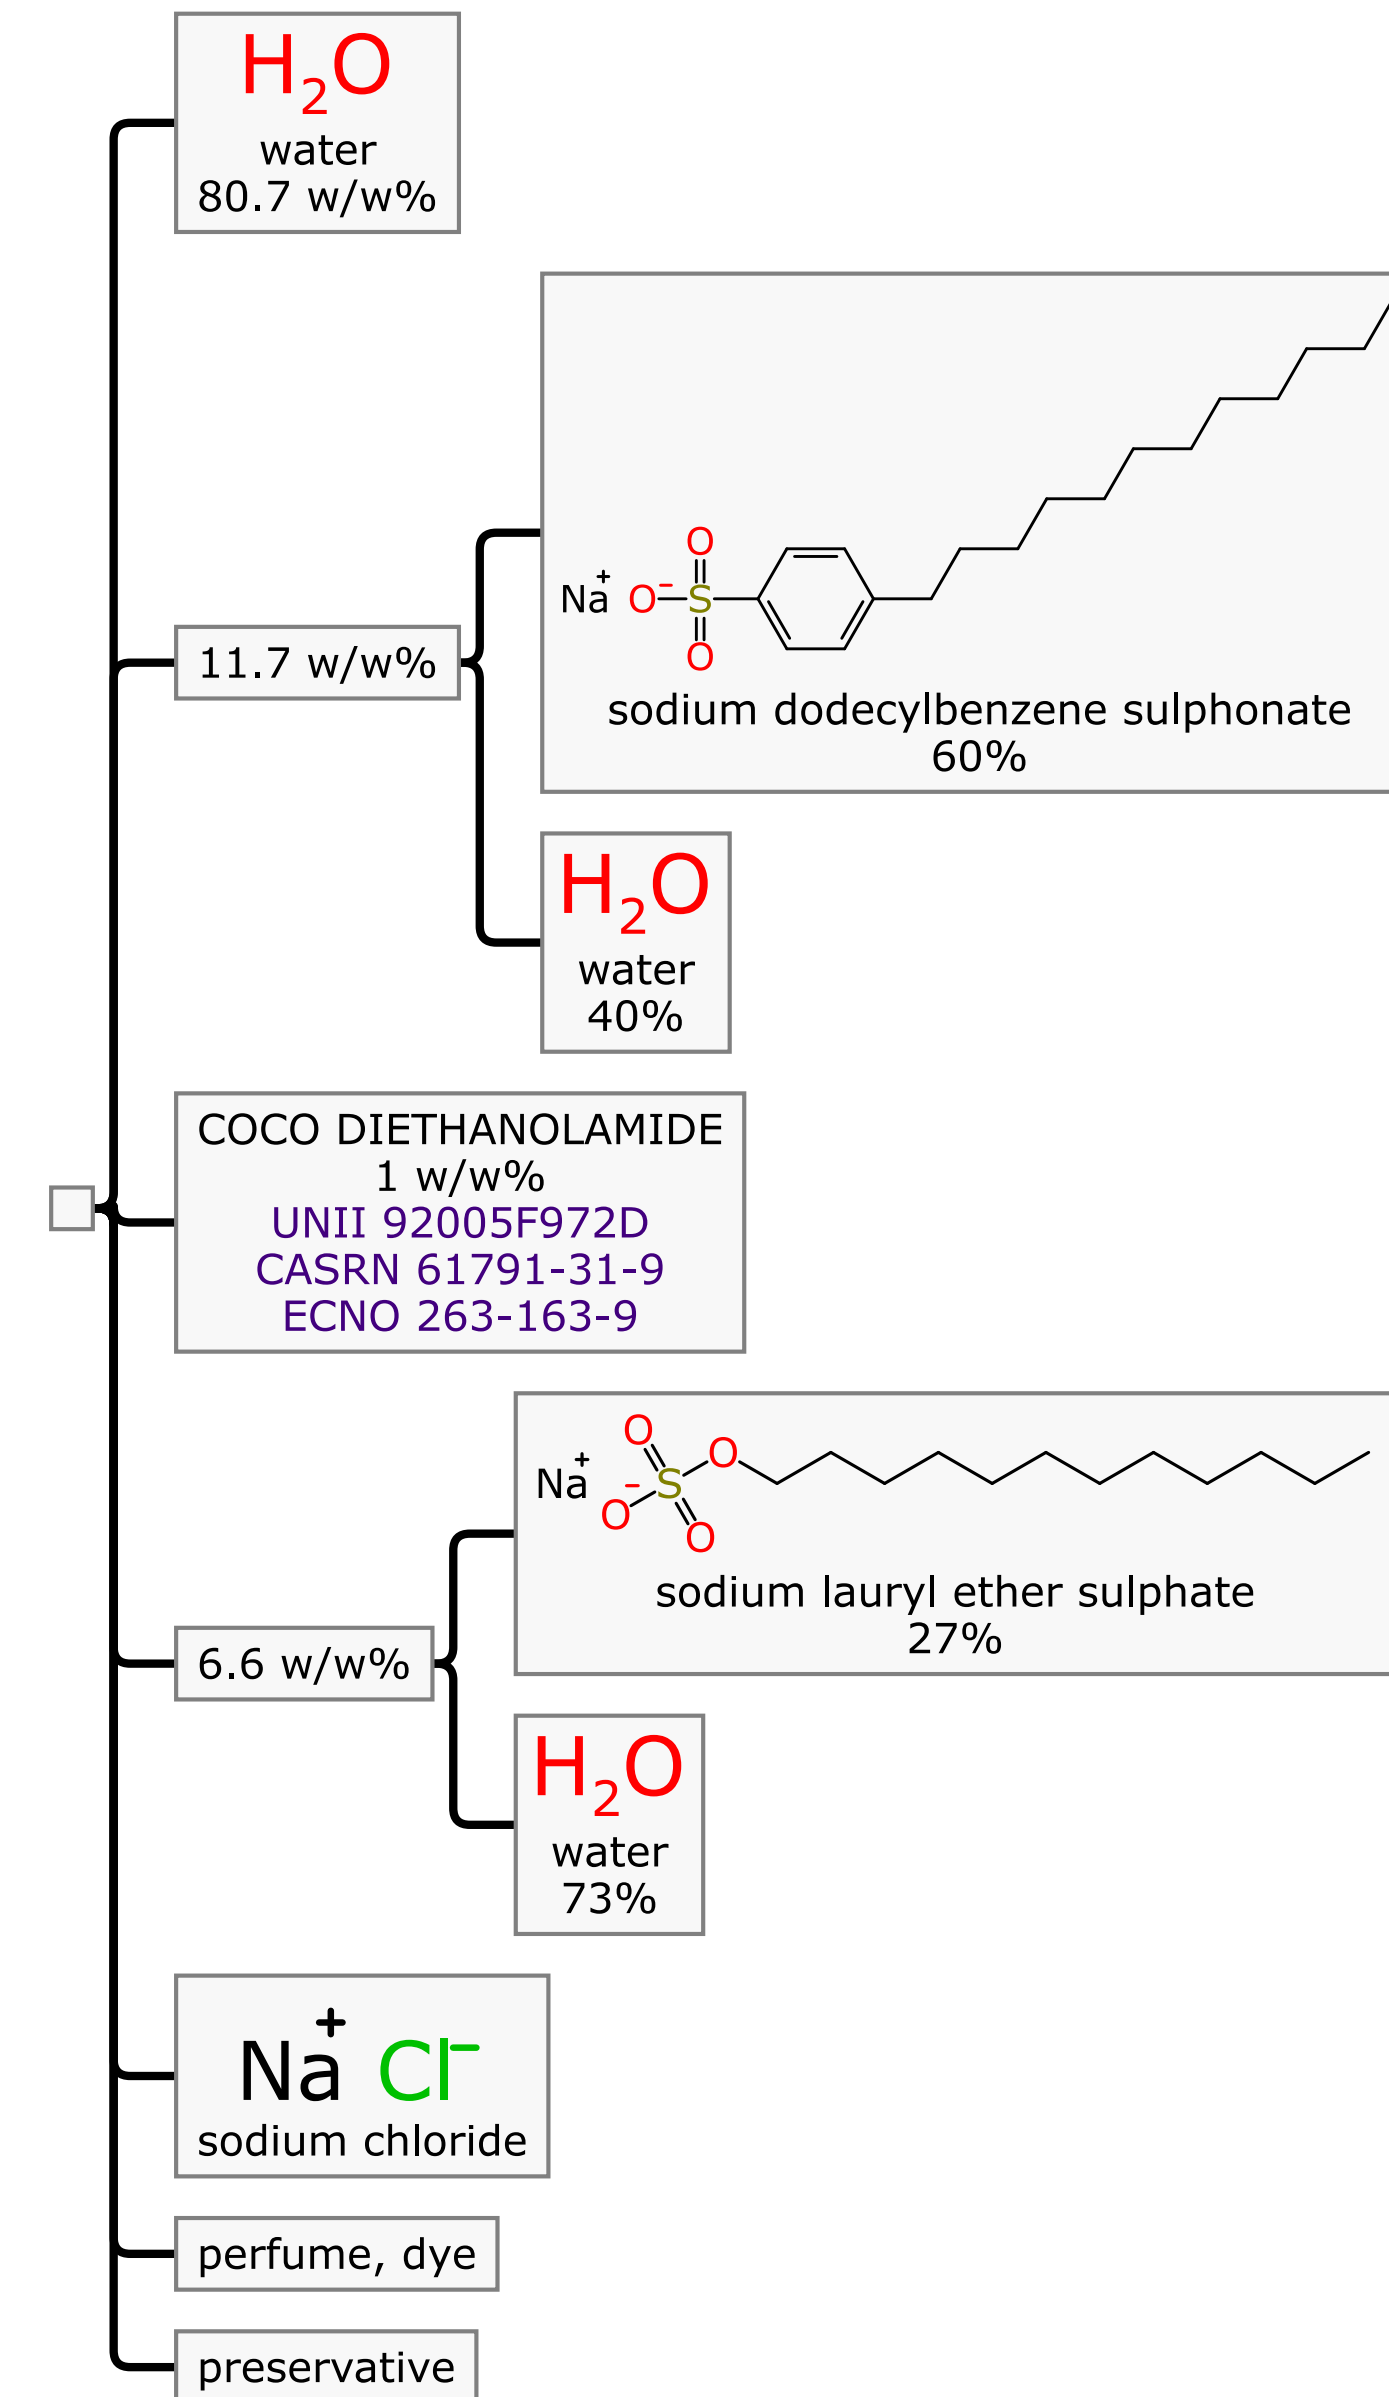 H₂O
water
80.7 w/w%
11.7 w/w%
O
Na⁺ O⁻ S
O
sodium dodecylbenzene sulphonate
60%
H₂O
water
40%
COCO DIETHANOLAMIDE
1 w/w%
UNII 92005F972D
CASRN 61791-31-9
ECNO 263-163-9
6.6 w/w%
O O
Na⁺ S
O⁻ O
sodium lauryl ether sulphate
27%
H₂O
water
73%
Na⁺ Cl⁻
sodium chloride
perfume, dye
preservative